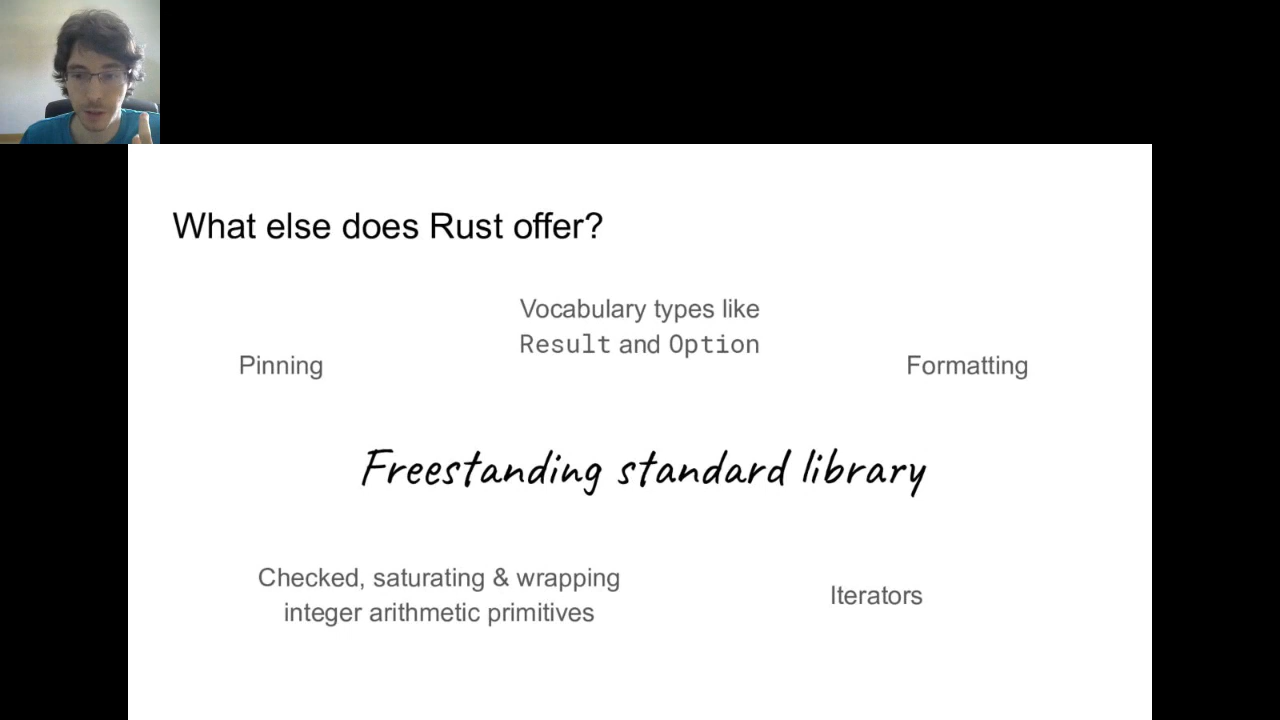 What else does Rust offer?
Vocabulary types like
Result and Option
Pinning
Formatting
Freestanding standard library
Checked, saturating & wrapping
integer arithmetic primitives
Iterators